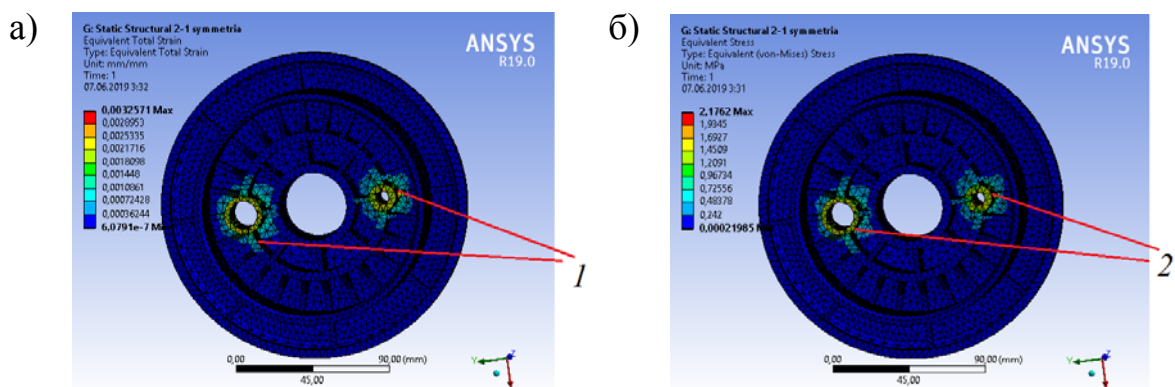 а)
G: Static Structural 2-1 symmetria
Equivalent Total Strain
Type: Equivalent Total Strain
Unit: mm/mm
Time: 1
07.06.2019 3:32
ANSYS
R19.0
0,0032571 Max
0,0028953
0,0025335
0,0021716
0,0018098
0,001448
0,0010861
0,00072428
0,00036244
6,0791e-7 Mi
1
0,00
90,00 (mm)
45,00
Y
Z
б)
G: Static Structural 2-1 symmetria
Equivalent Stress
Type: Equivalent (von-Mises) Stress
Unit: MPa
Time: 1
07.06.2019 3:31
ANSYS
R19.0
2,1762 Max
1,9345
1,6927
1,4509
1,2091
0,96734
0,72556
0,48378
0,242
0,00021985
2
0,00
90,00 (mm)
45,00
Y
Z